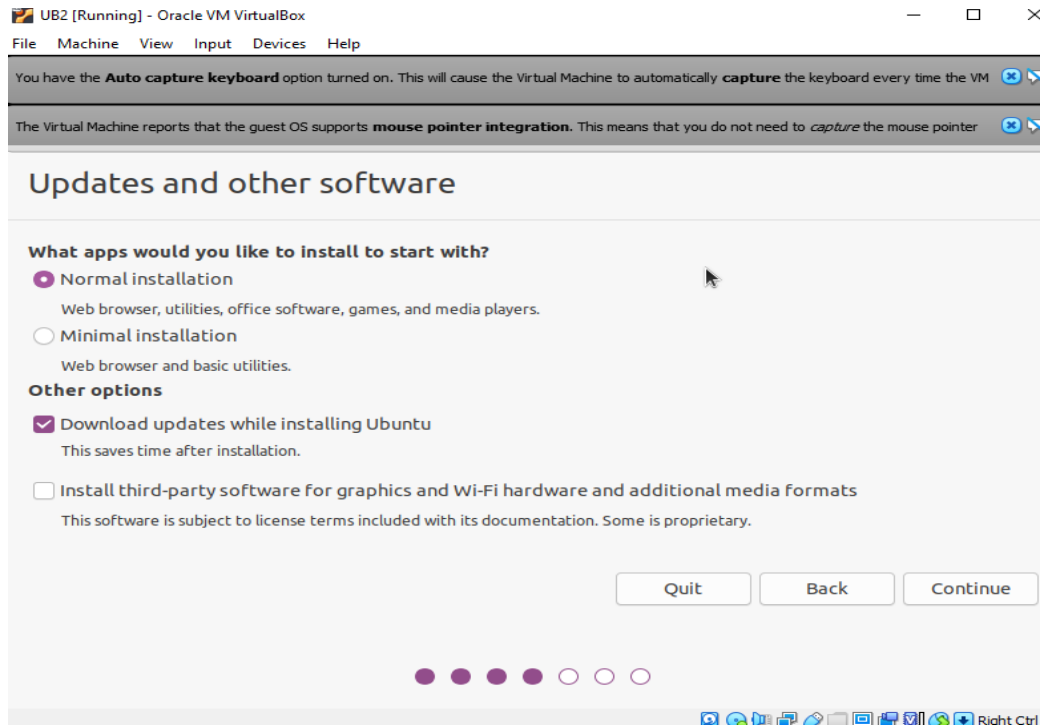 UB2 [Running] - Oracle VM VirtualBox
File Machine View Input Devices Help
You have the Auto capture keyboard option turned on. This will cause the Virtual Machine to automatically capture the keyboard every time the VM
The Virtual Machine reports that the guest OS supports mouse pointer integration. This means that you do not need to capture the mouse pointer
Updates and other software
What apps would you like to install to start with?
Normal installation
Web browser, utilities, office software, games, and media players.
Minimal installation
Web browser and basic utilities.
Other options
Download updates while installing Ubuntu
This saves time after installation.
Install third-party software for graphics and Wi-Fi hardware and additional media formats
This software is subject to license terms included with its documentation. Some is proprietary.
Quit Back Continue
Right Ctrl